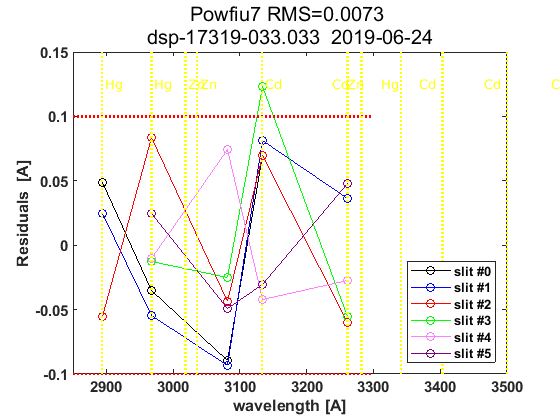 Powfiu7 RMS=0.0073
dsp-17319-033.033 2019-06-24
0.15
0.1
0.05
0
-0.05
-0.1
Residuals [A]
Hg
Hg
Zn
Cd
Hg
Cd
Cd
slit #0
slit #1
slit #2
slit #3
slit #4
slit #5
2900
3000
3100
3200
3300
3400
3500
wavelength [A]